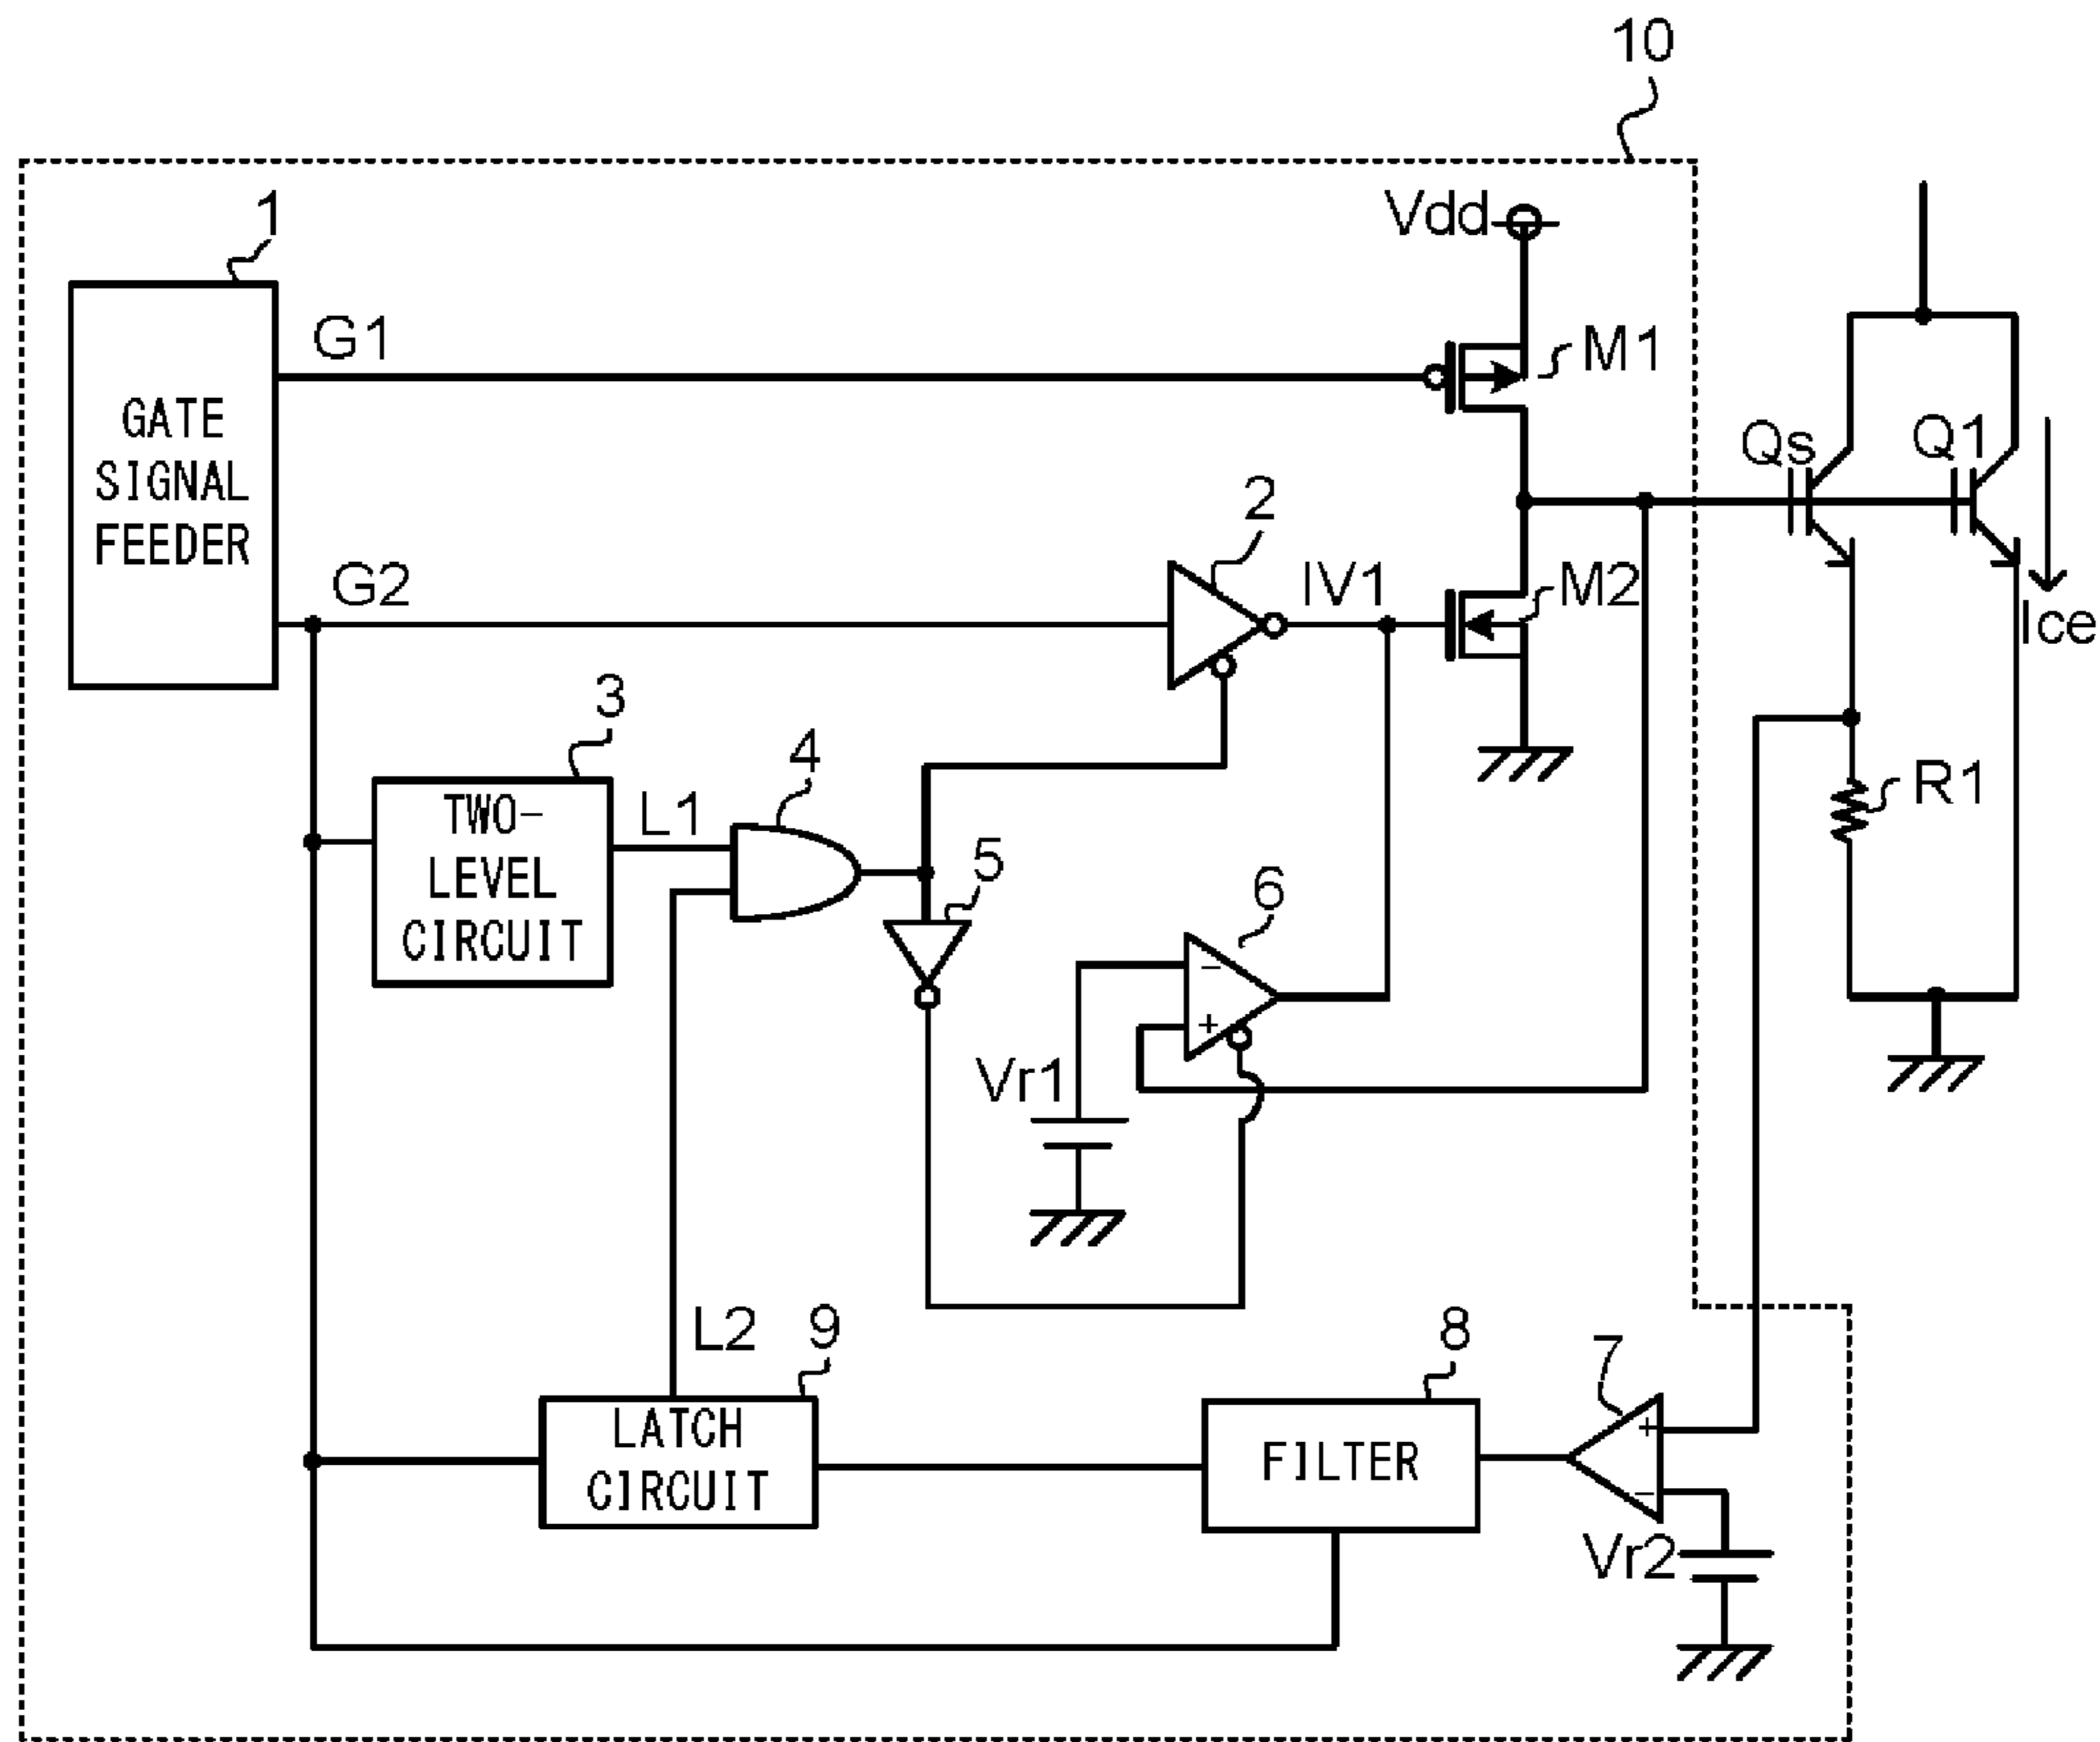 10
Vdd
1
G1
M1
GATE
SIGNAL
FEEDER
Qs
Q1
2
G2
IV1
M2
Ice
3
4
R1
TWO-
LEVEL
CIRCUIT
L1
5
6
−
+
Vr1
L2
9
8
7
LATCH
CIRCUIT
FILTER
+
−
Vr2